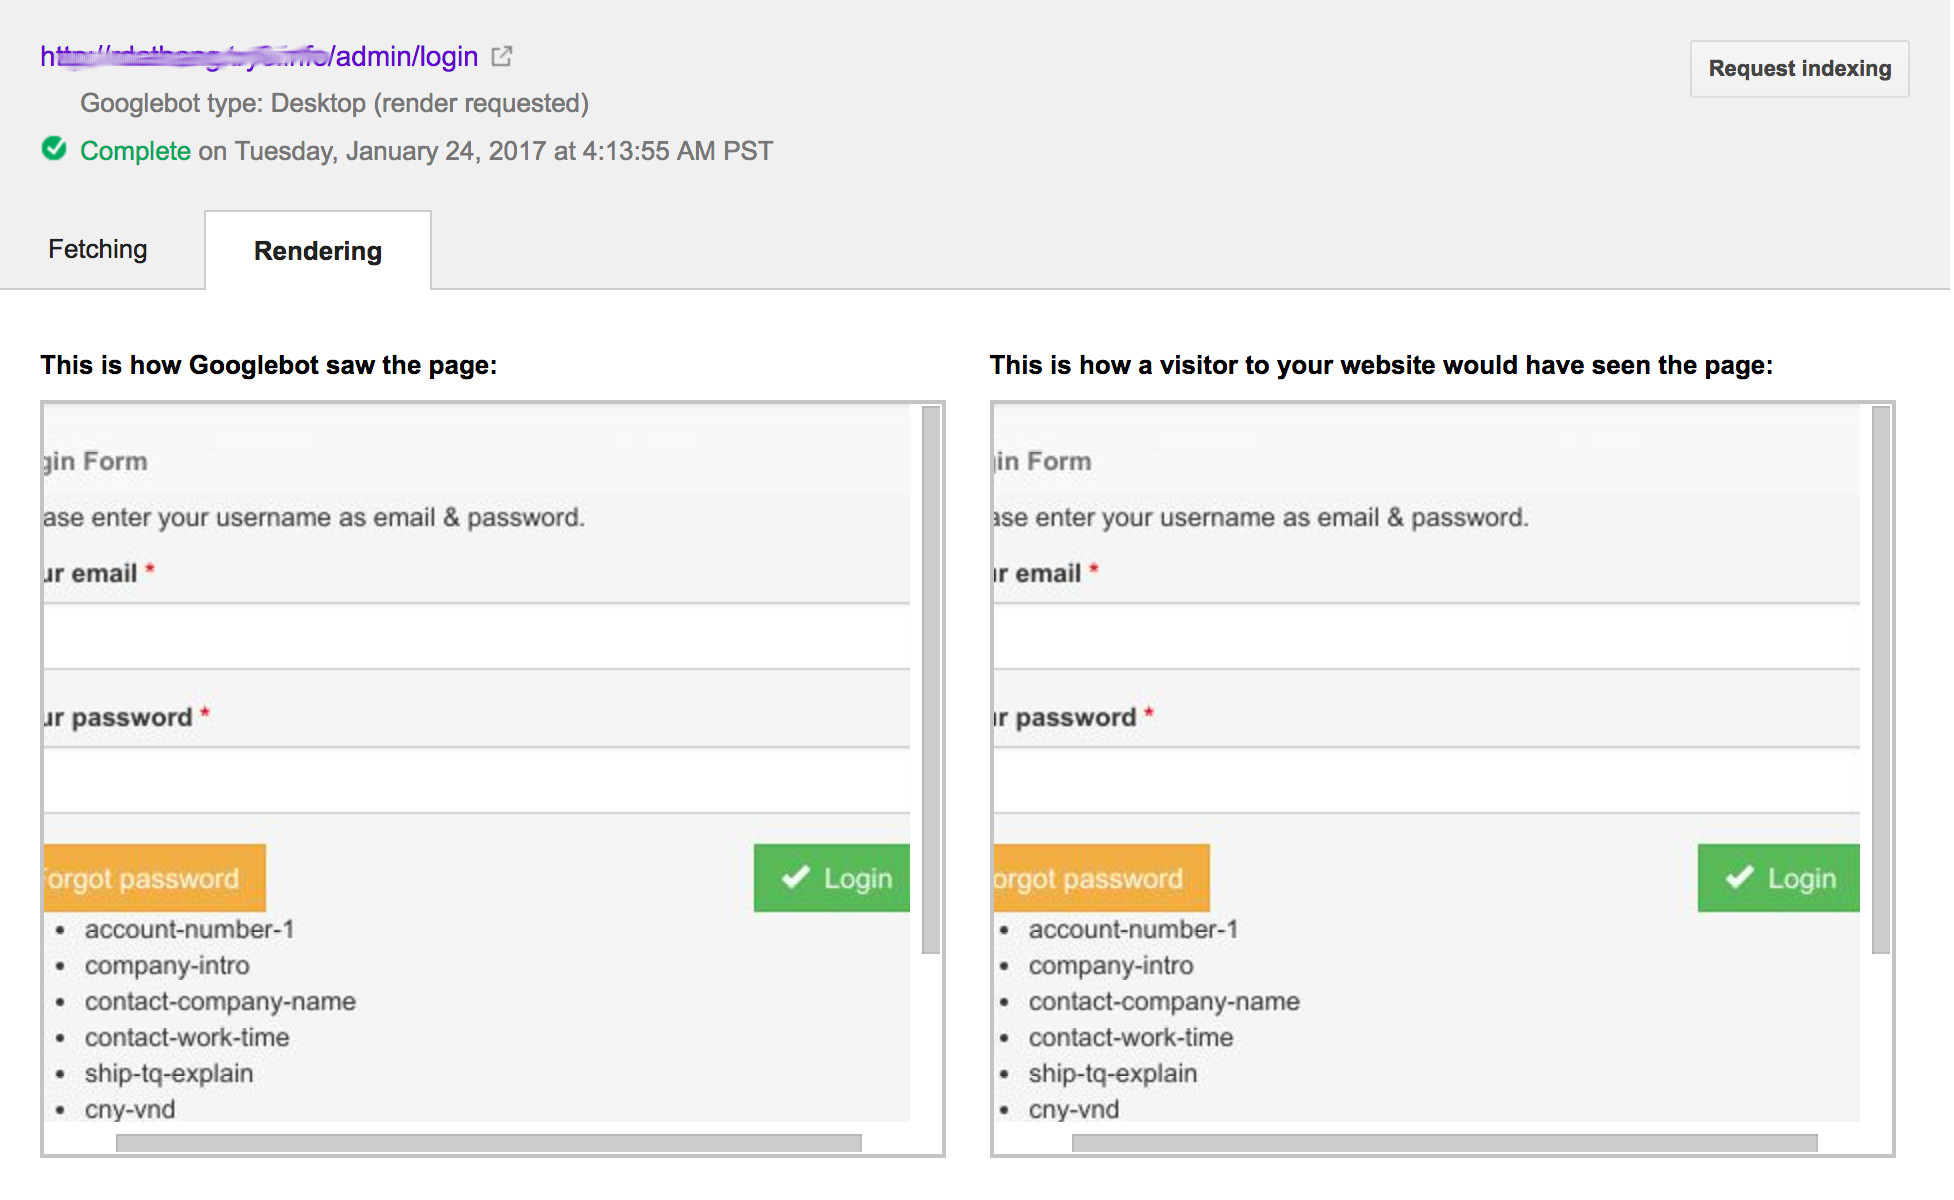 /admin/login
Request indexing
Googlebot type: Desktop (render requested)
Complete on Tuesday, January 24, 2017 at 4:13:55 AM PST
Fetching
Rendering
This is how Googlebot saw the page:
gin Form
ase enter your username as email & password.
ur email *
ur password *
orgot password
Login
account-number-1
company-intro
contact-company-name
contact-work-time
ship-tq-explain
cny-vnd
This is how a visitor to your website would have seen the page:
in Form
ase enter your username as email & password.
r email *
r password *
orgot password
Login
account-number-1
company-intro
contact-company-name
contact-work-time
ship-tq-explain
cny-vnd